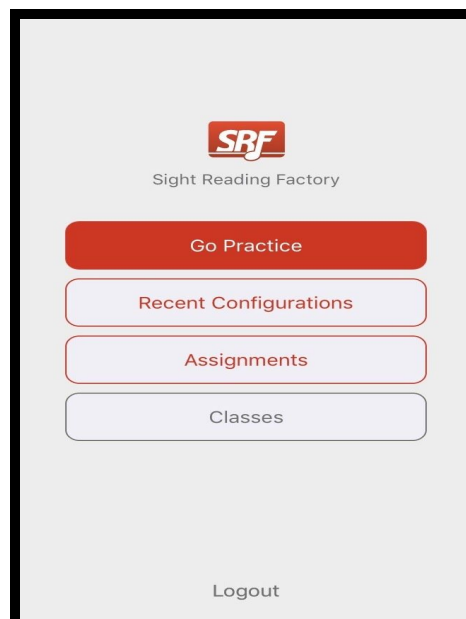 SRF
Sight Reading Factory
Go Practice
Recent Configurations
Assignments
Classes
Logout